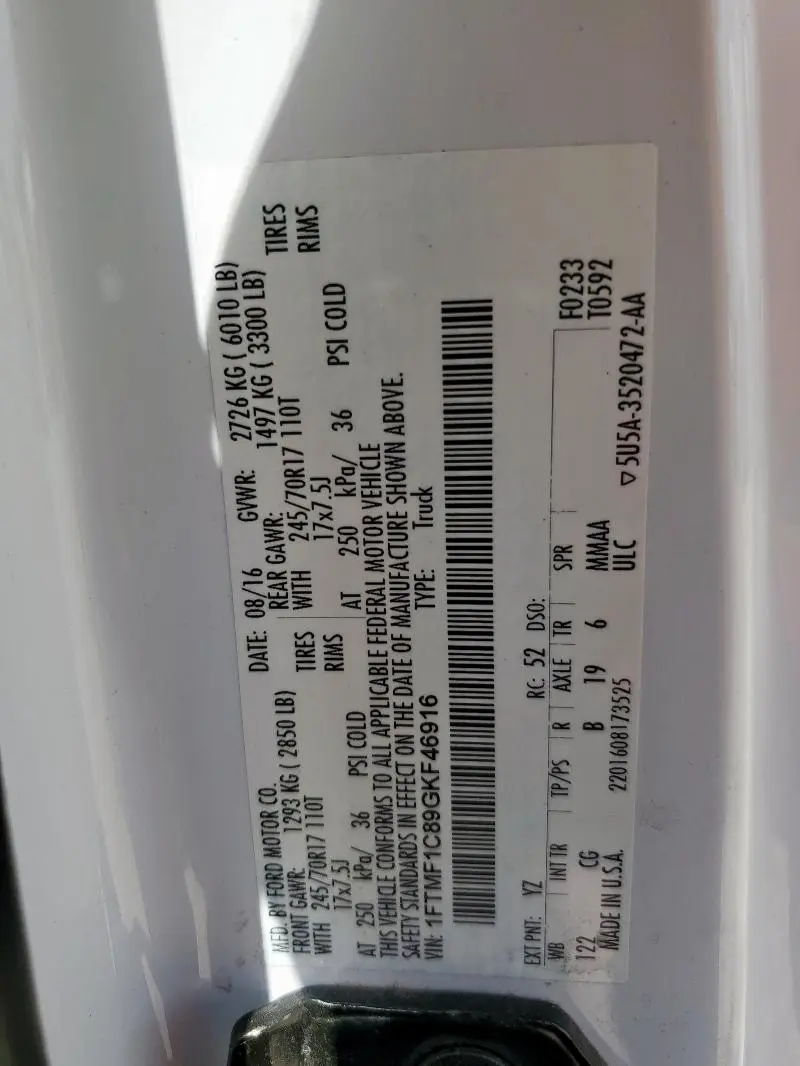 MFD. BY FORD MOTOR CO. DATE: 08/16 GVWR: 2726 KG ( 6010 LB)
FRONT GAWR: 1293 KG ( 2850 LB) REAR GAWR: 1497 KG ( 3300 LB)
WITH 245/70R17 110T TIRES WITH 245/70R17 110T TIRES
17x7.5J RIMS 17x7.5J RIMS
AT 250 kPa/ 36 PSI COLD AT 250 kPa/ 36 PSI COLD
THIS VEHICLE CONFORMS TO ALL APPLICABLE FEDERAL MOTOR VEHICLE
SAFETY STANDARDS IN EFFECT ON THE DATE OF MANUFACTURE SHOWN ABOVE.
VIN: 1FTMF1C89GKF46916 TYPE: Truck
EXT PNT: YZ RC: 52 DSO:
WB INT TR TP/PS R AXLE TR SPR F0233
122 CG B 19 6 MMAA T0592
MADE IN U.S.A. 2201608173525 ULC ▽5U5A-3520472-AA